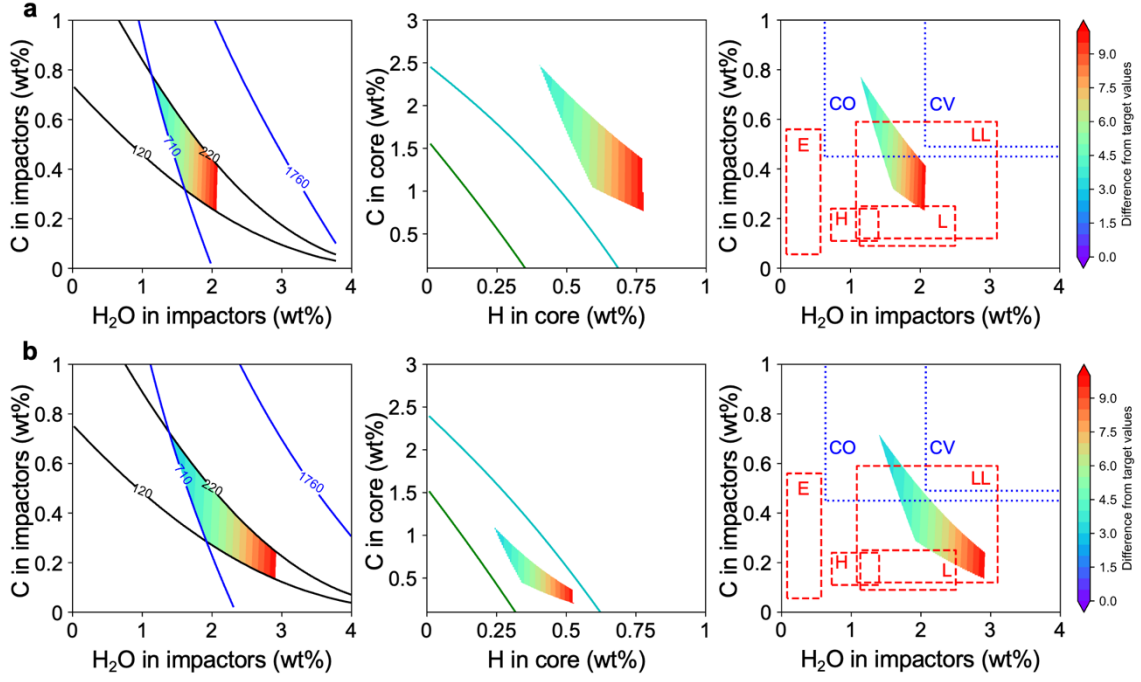 a
C in impactors (wt%)
1
0.8
0.6
0.4
0.2
0
0 1 2 3 4
H2O in impactors (wt%)
120
220
710
1760
C in core (wt%)
3
2.5
2
1.5
1
0.5
0 0.25 0.5 0.75 1
H in core (wt%)
C in impactors (wt%)
1
0.8
0.6
0.4
0.2
0
0 1 2 3 4
H2O in impactors (wt%)
CO
CV
LL
E
H
L
9.0
7.5
6.0
4.5
3.0
1.5
0.0
Difference from target values
b
C in impactors (wt%)
1
0.8
0.6
0.4
0.2
0
0 1 2 3 4
H2O in impactors (wt%)
120
220
710
1760
C in core (wt%)
3
2.5
2
1.5
1
0.5
0 0.25 0.5 0.75 1
H in core (wt%)
C in impactors (wt%)
1
0.8
0.6
0.4
0.2
0
0 1 2 3 4
H2O in impactors (wt%)
CO
CV
LL
E
H
L
9.0
7.5
6.0
4.5
3.0
1.5
0.0
Difference from target values